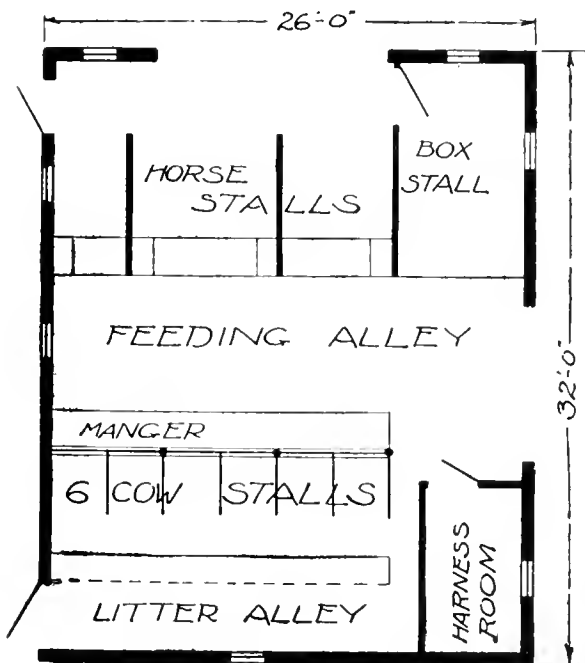 26'-0"
HORSE
STALLS
BOX
STALL
FEEDING ALLEY
32'-0"
MANGER
6 COW STALLS
HARNESS
ROOM
LITTER ALLEY